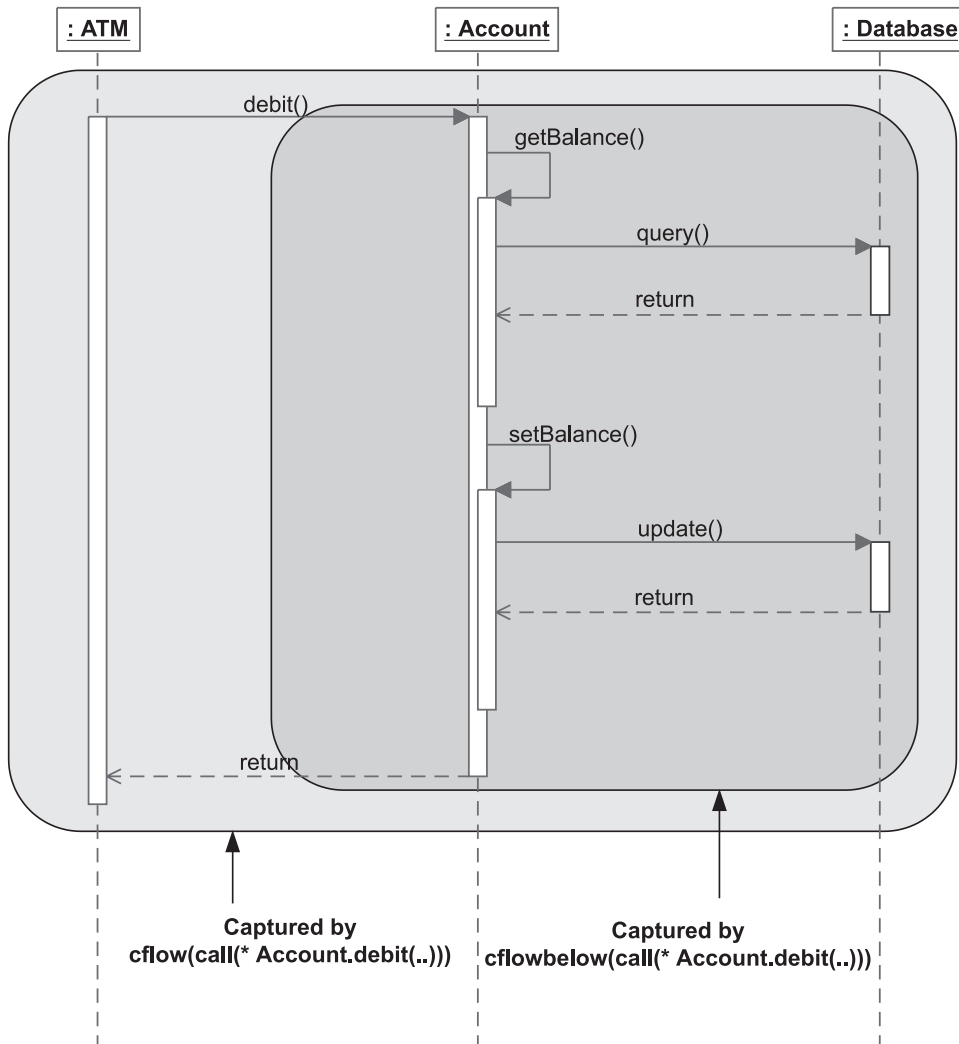 : ATM
: Account
: Database
debit()
getBalance()
query()
return
setBalance()
update()
return
return
Captured by
cflow(call(* Account.debit(..)))
Captured by
cflowbelow(call(* Account.debit(..)))